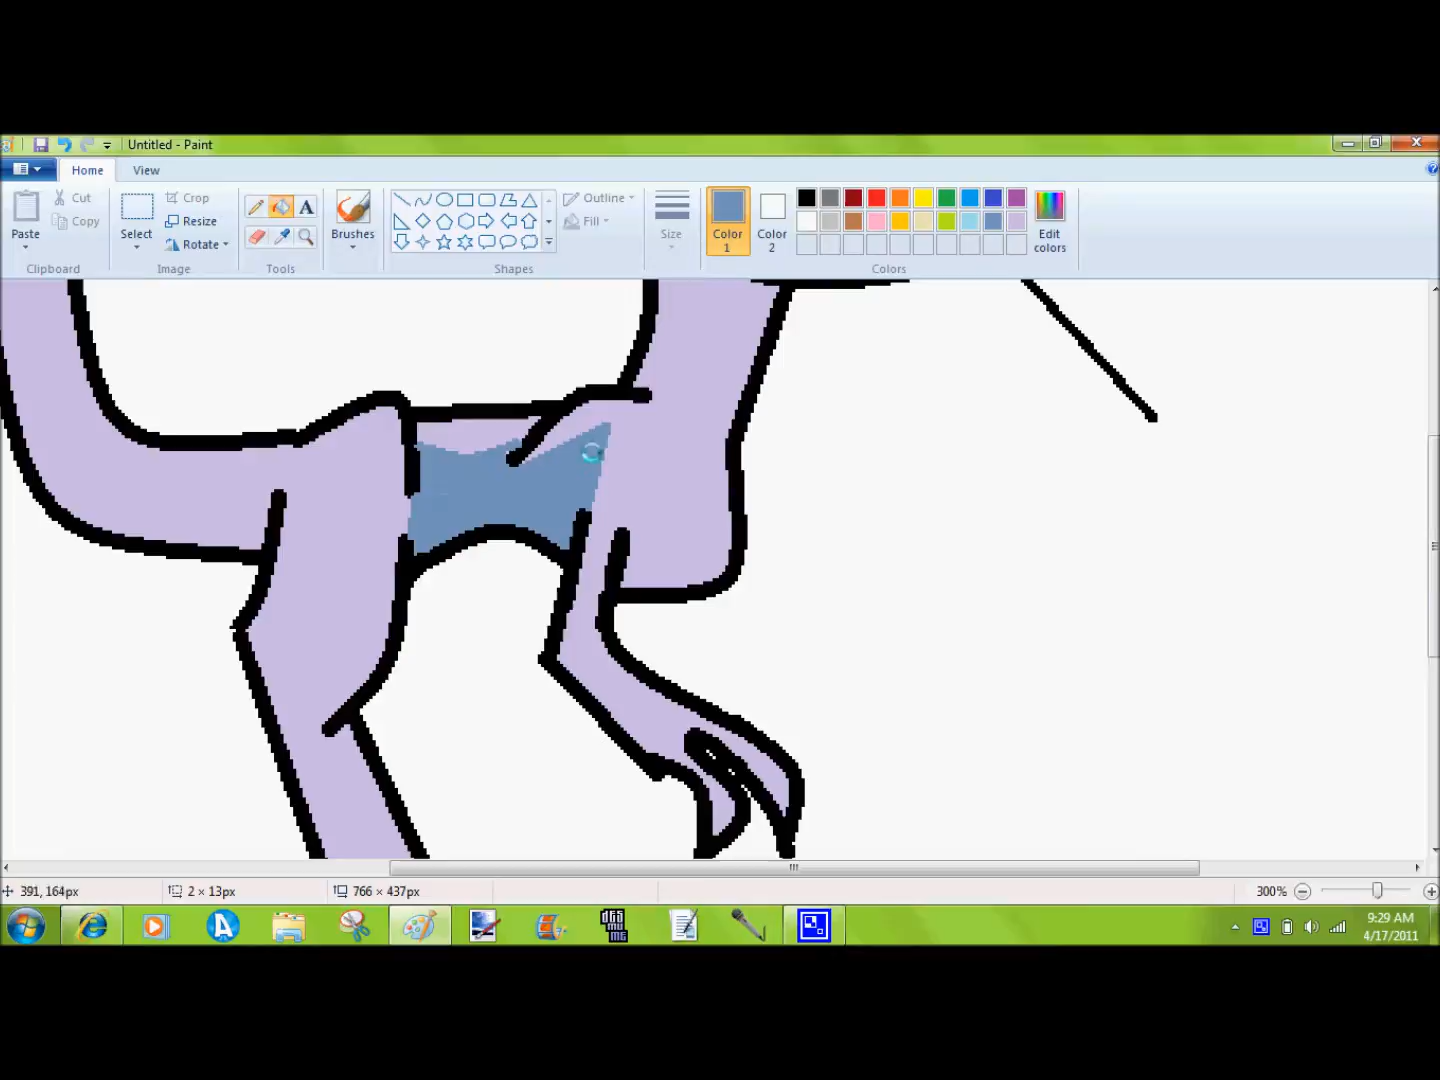 Untitled - Paint
Home View
Paste
Cut
Copy
Clipboard
Select
Crop
Resize
Rotate
Image
A
Tools
Brushes
Outline
Fill
Shapes
Size
Color
1
Color
2
Edit
colors
Colors
391, 164px
2 × 13px
766 × 437px
300%
9:29 AM
4/17/2011